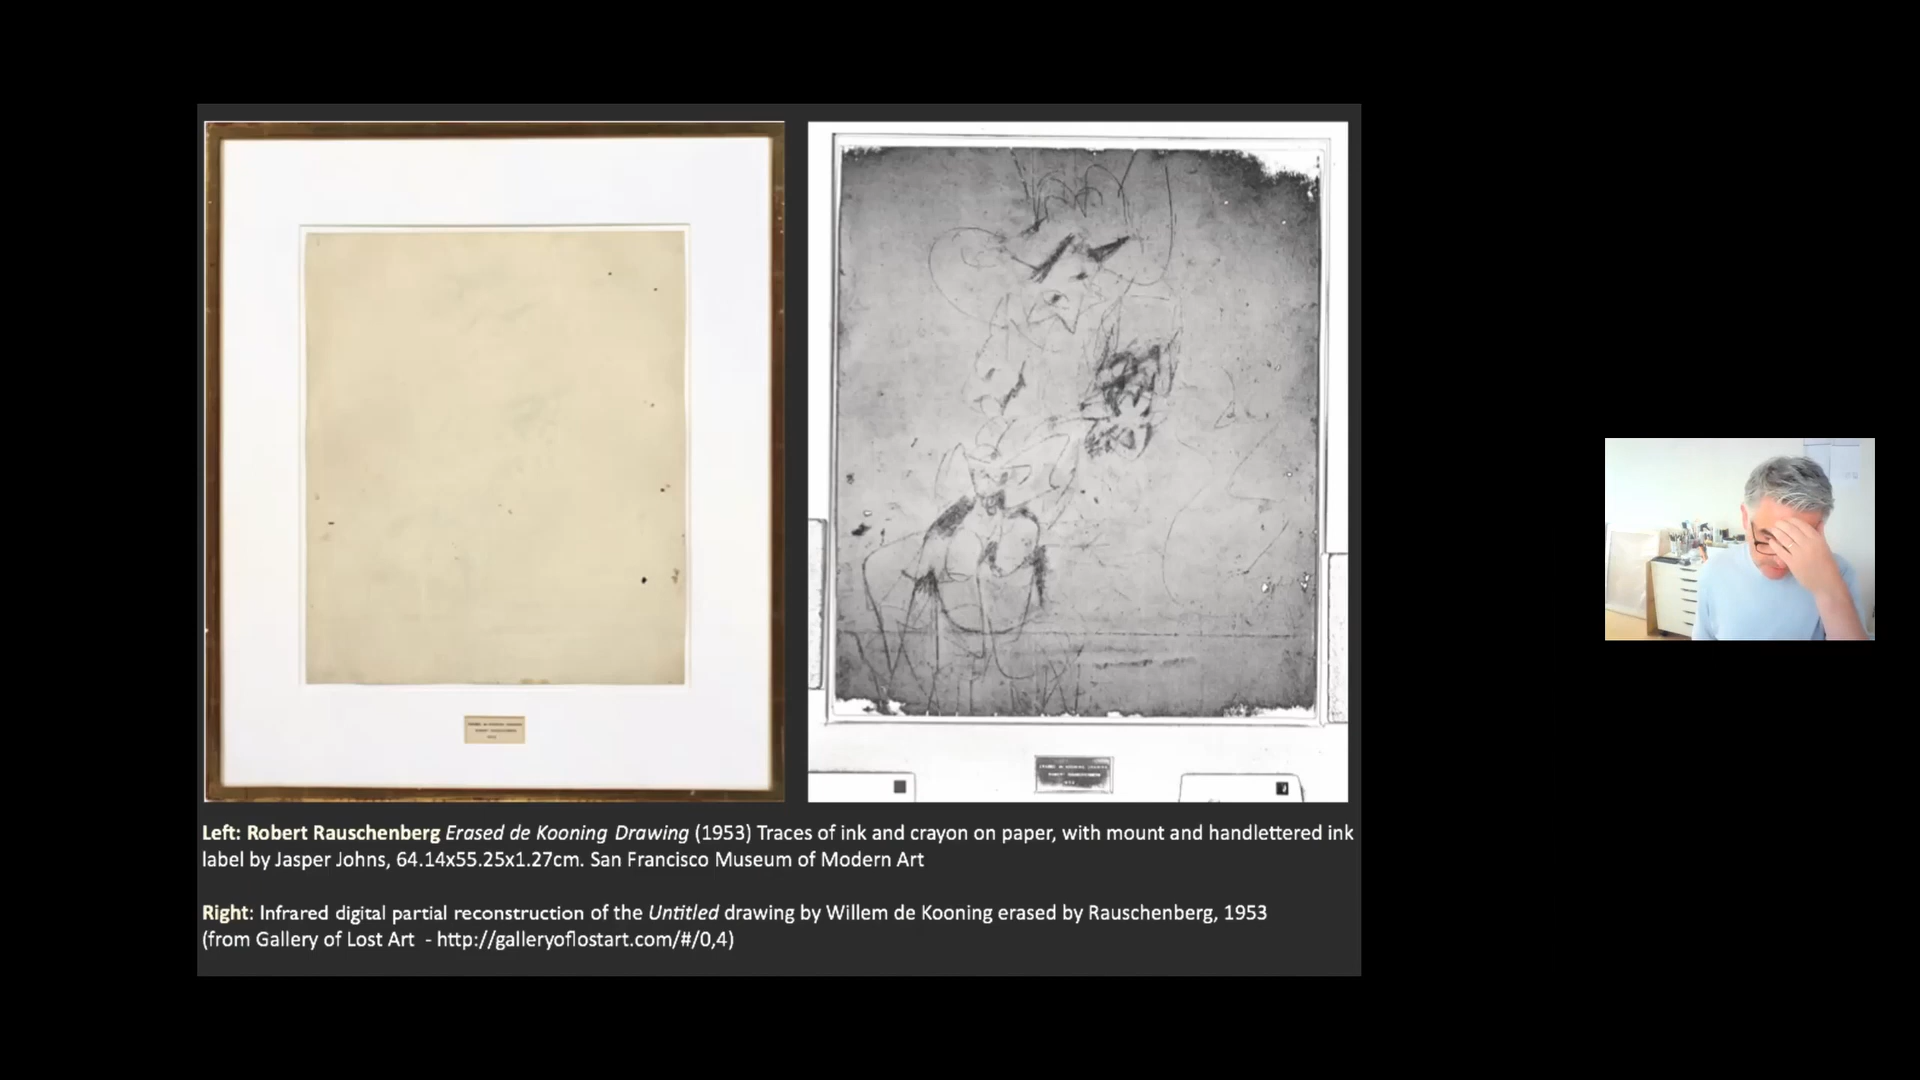 Left: Robert Rauschenberg Erased de Kooning Drawing (1953) Traces of ink and crayon on paper, with mount and handlettered ink
label by Jasper Johns, 64.14x55.25x1.27cm. San Francisco Museum of Modern Art
Right: Infrared digital partial reconstruction of the Untitled drawing by Willem de Kooning erased by Rauschenberg, 1953
(from Gallery of Lost Art - http://galleryoflostart.com/#/0,4)